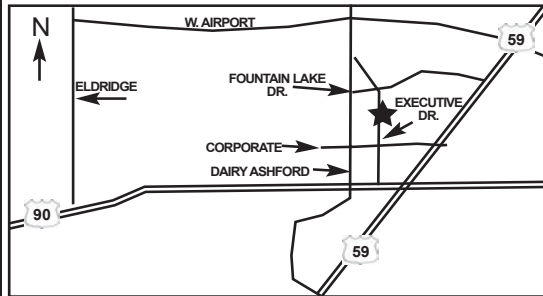 N
W. AIRPORT
59
FOUNTAIN LAKE
DR.
ELDRIDGE
EXECUTIVE
DR.
CORPORATE
DAIRY ASHFORD
90
59